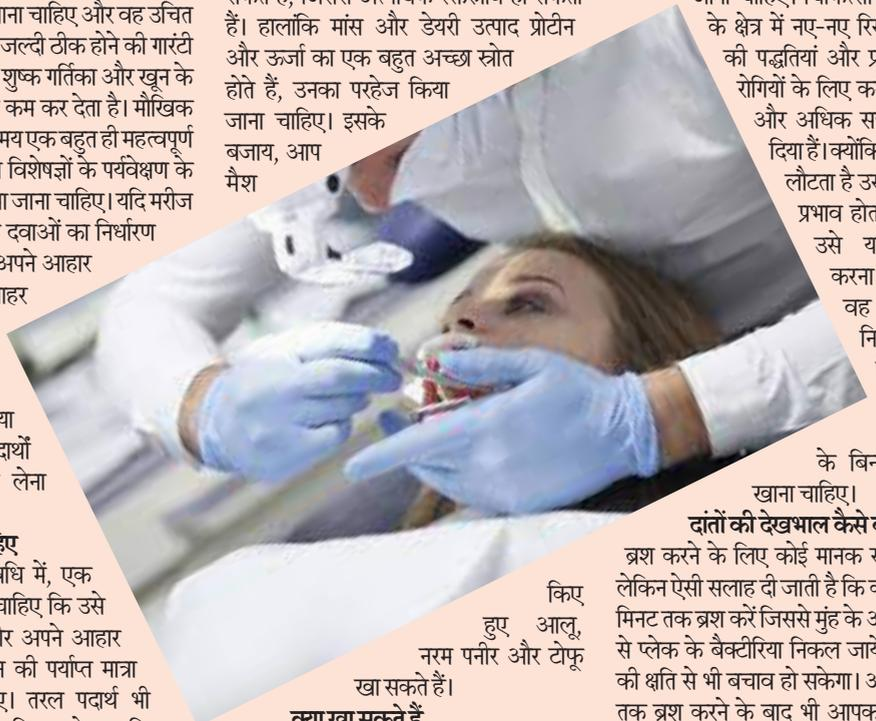 ाना चाहिए और वह उचित
जल्दी ठीक होने की गारंटी
शुष्क गर्तिका और खून के
कम कर देता है। मौखिक
मय एक बहुत ही महत्वपूर्ण
विशेषज्ञों के पर्यवेक्षण के
ा जाना चाहिए। यदि मरीज
दवाओं का निर्धारण
अपने आहार
ाहर
या
दार्थों
लेना
हिए
धि में, एक
चाहिए कि उसे
र अपने आहार
की पर्याप्त मात्रा
ए। तरल पदार्थ भी
हैं। हालांकि मांस और डेयरी उत्पाद प्रोटीन
और ऊर्जा का एक बहुत अच्छा स्रोत
होते हैं, उनका परहेज किया
जाना चाहिए। इसके
बजाय, आप
मैश
किए
हुए आलू,
नरम पनीर और टोफू
खा सकते हैं।
क्या खा सकते हैं
के क्षेत्र में नए-नए रि
की पद्धतियां और प्र
रोगियों के लिए क
और अधिक स
दिया हैं। क्योंकि
लौटता है उस
प्रभाव होत
उसे य
करना
वह
नि
के बिन
खाना चाहिए।
दांतों की देखभाल कैसे क
ब्रश करने के लिए कोई मानक स
लेकिन ऐसी सलाह दी जाती है कि क
मिनट तक ब्रश करें जिससे मुंह के अ
से प्लेक के बैक्टीरिया निकल जाये
की क्षति से भी बचाव हो सकेगा। अ
तक ब्रश करने के बाद भी आपक